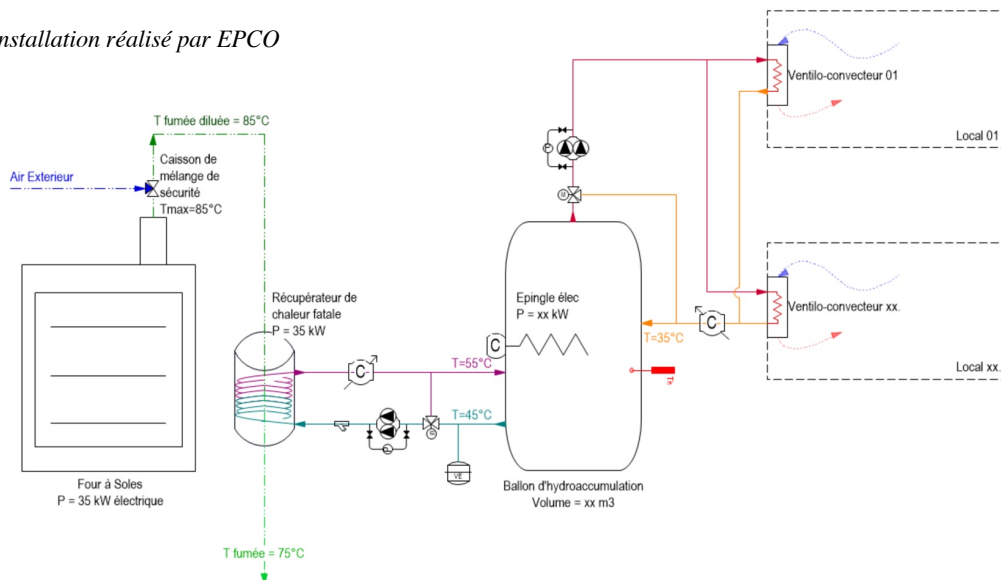 nstallation réalisé par EPCO
T fumée diluée = 85°C
Air Exterieur
Caisson de
mélange de
sécurité
Tmax=85°C
Ventilo-convecteur 01
Local 01
M
Récupérateur de
chaleur fatale
P = 35 kW
Epingle élec
P = xx kW
Ventilo-convecteur xx.
C
C
C
T=55°C
T=35°C
T=45°C
VE
Local xx.
Four à Soles
P = 35 kW électrique
Ballon d'hydroaccumulation
Volume = xx m3
T fumée = 75°C